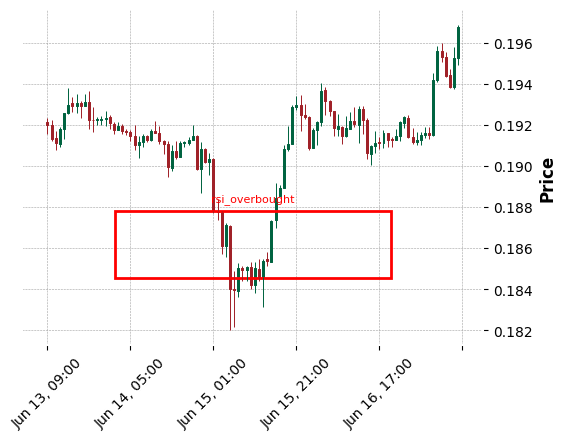 0.196
0.194
0.192
0.190
0.188
0.186
0.184
0.182
Price
rsi_overbought
Jun 13, 09:00
Jun 14, 05:00
Jun 15, 01:00
Jun 15, 21:00
Jun 16, 17:00